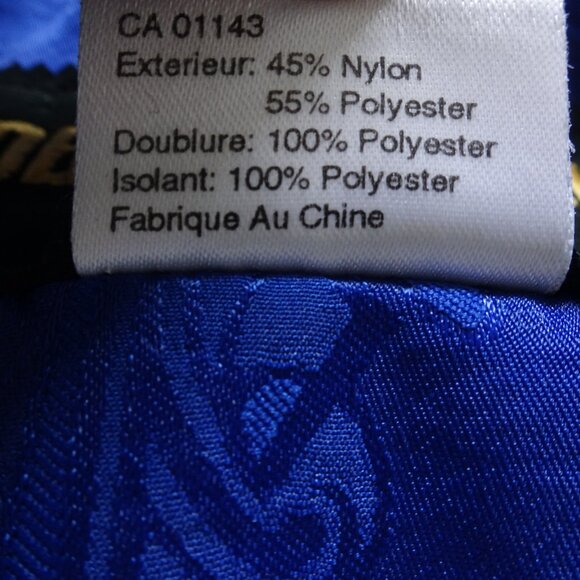 CA 01143
Exterieur: 45% Nylon
55% Polyester
Doublure: 100% Polyester
Isolant: 100% Polyester
Fabrique Au Chine